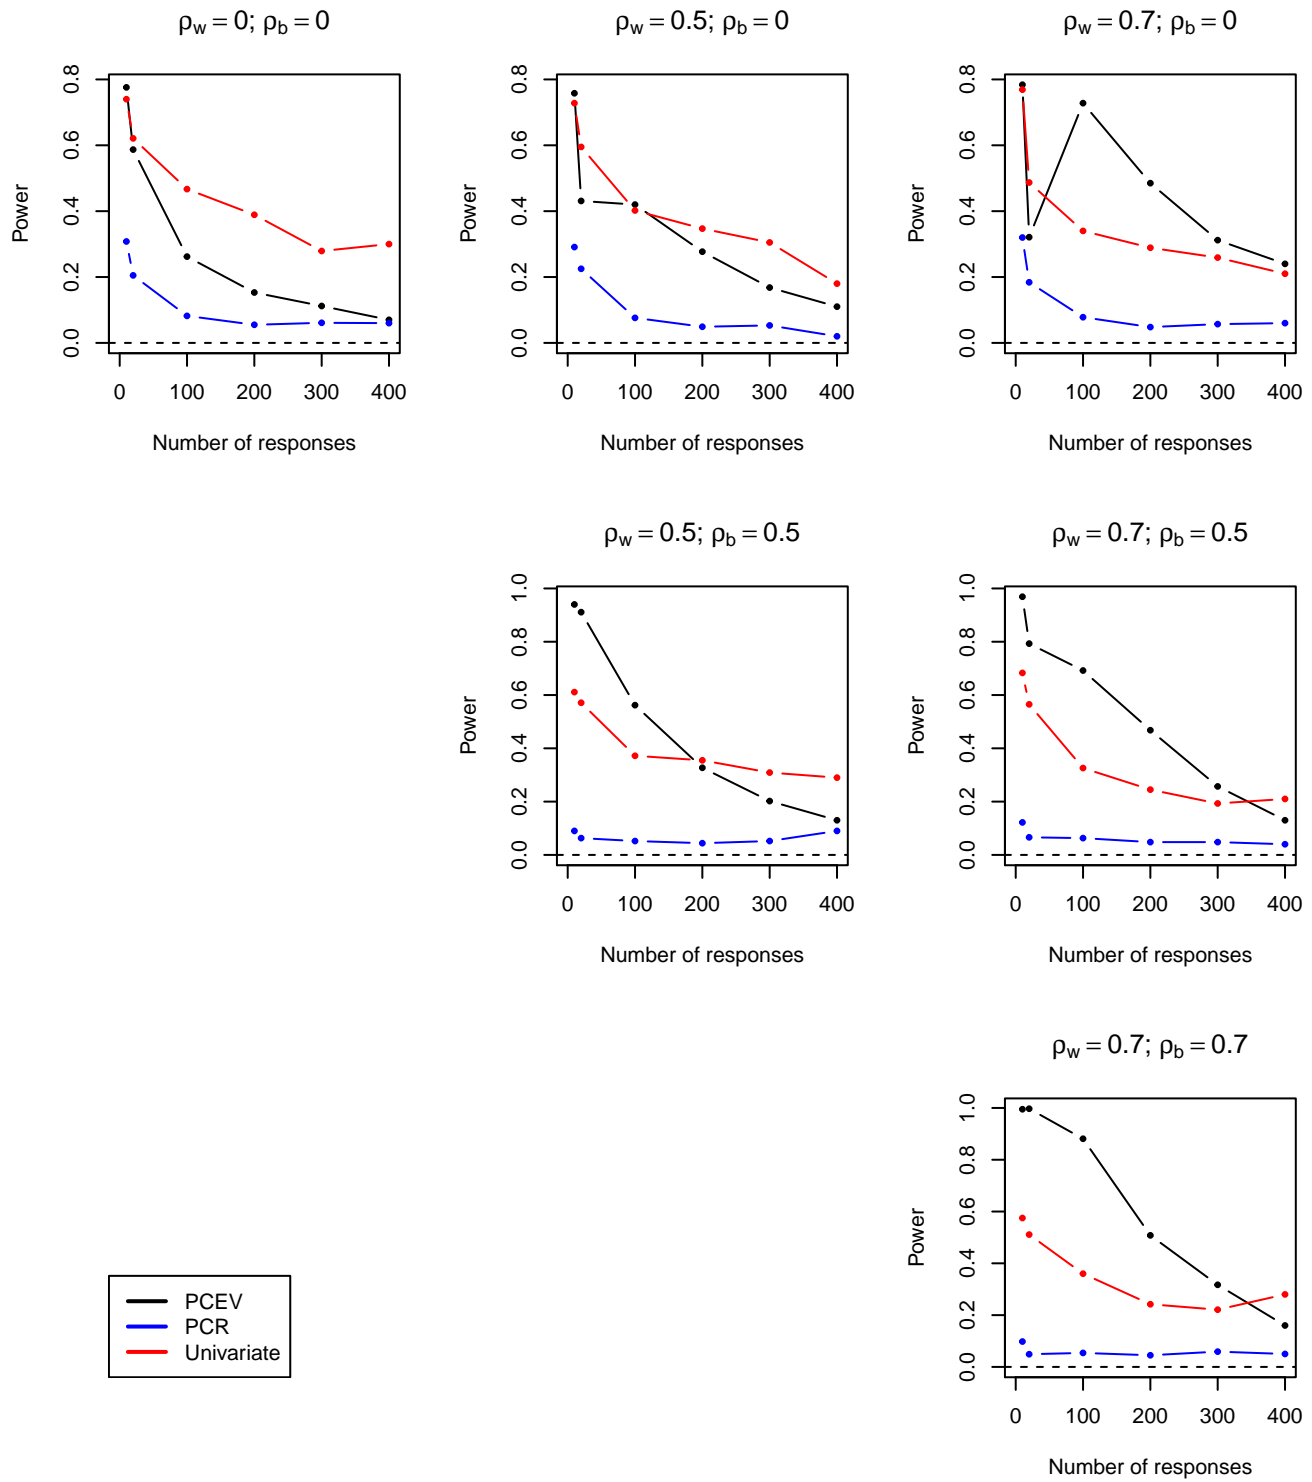 ρw = 0; ρb = 0
ρw = 0.5; ρb = 0
ρw = 0.7; ρb = 0
Power
0.0 0.2 0.4 0.6 0.8
0 100 200 300 400
Number of responses
Power
0.0 0.2 0.4 0.6 0.8
0 100 200 300 400
Number of responses
Power
0.0 0.2 0.4 0.6 0.8
0 100 200 300 400
Number of responses
ρw = 0.5; ρb = 0.5
ρw = 0.7; ρb = 0.5
Power
0.0 0.2 0.4 0.6 0.8 1.0
0 100 200 300 400
Number of responses
Power
0.0 0.2 0.4 0.6 0.8 1.0
0 100 200 300 400
Number of responses
ρw = 0.7; ρb = 0.7
Power
0.0 0.2 0.4 0.6 0.8 1.0
0 100 200 300 400
Number of responses
PCEV
PCR
Univariate